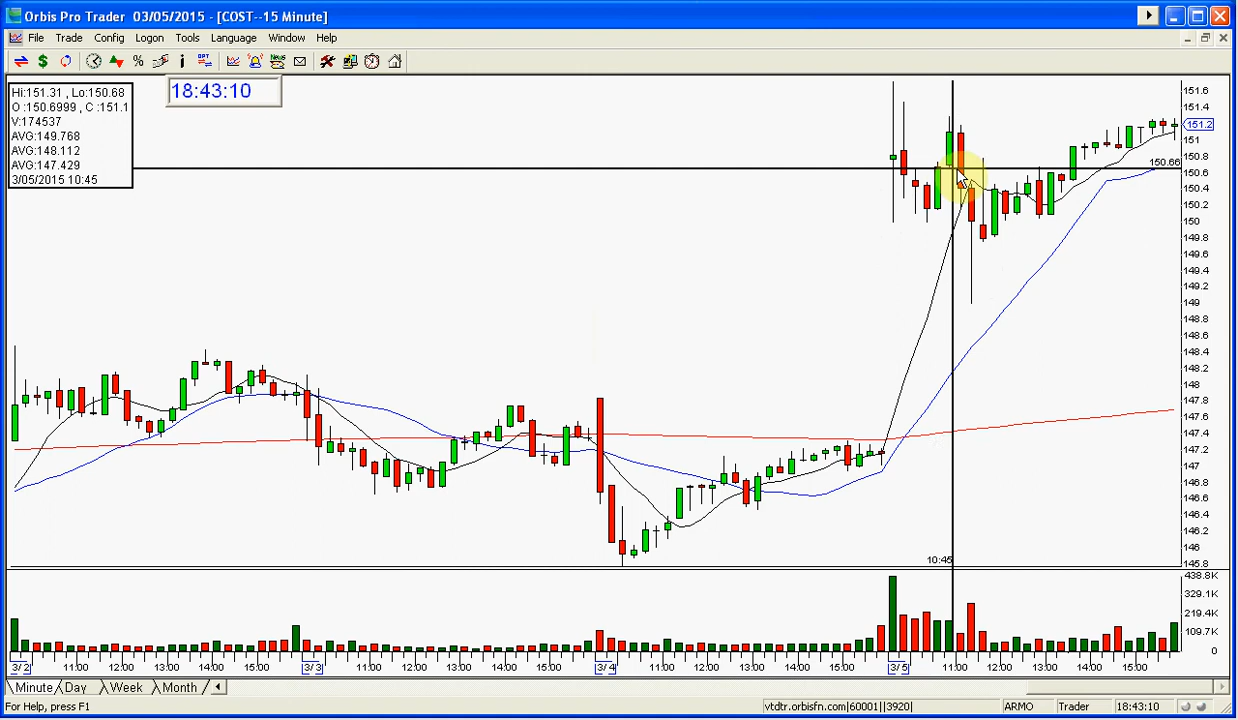 Orbis Pro Trader 03/05/2015 - [COST--15 Minute]
File Trade Config Logon Tools Language Window Help
18:43:10
Hi:151.31 , Lo:150.68
O :150.6999 , C :151.1
V:174537
AVG:149.768
AVG:148.112
AVG:147.429
3/05/2015 10:45
151.6
151.4
151.2
151
150.8
150.66
150.6
150.4
150.2
150
149.8
149.6
149.4
149.2
149
148.8
148.6
148.4
148.2
148
147.8
147.6
147.4
147.2
147
146.8
146.6
146.4
146.2
146
145.8
10:45
438.8K
329.1K
219.4K
109.7K
0
3/ 2 11:00 12:00 13:00 14:00 15:00 3/ 3 11:00 12:00 13:00 14:00 15:00 3/ 4 11:00 12:00 13:00 14:00 15:00 3/ 5 11:00 12:00 13:00 14:00 15:00
Minute Day Week Month
For Help, press F1 vtdtr.orbisfn.com|60001||3920| ARMO Trader 18:43:10